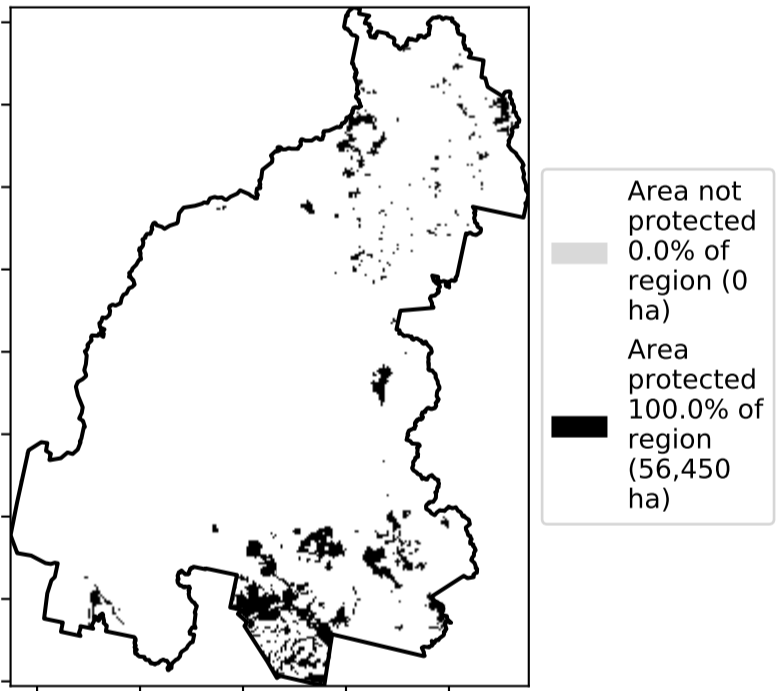 Area not
protected
0.0% of
region (0
ha)
Area
protected
100.0% of
region
(56,450
ha)